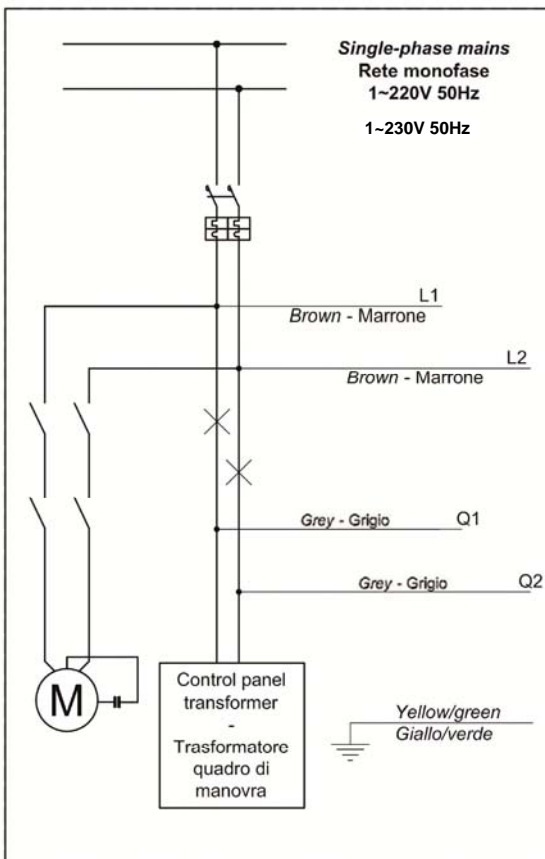 Single-phase mains
Rete monofase
1~220V 50Hz
1~230V 50Hz
L1
Brown - Marrone
L2
Brown - Marrone
Grey - Grigio Q1
Grey - Grigio Q2
M
Control panel
transformer
-
Trasformatore
quadro di
manovra
Yellow/green
Giallo/verde